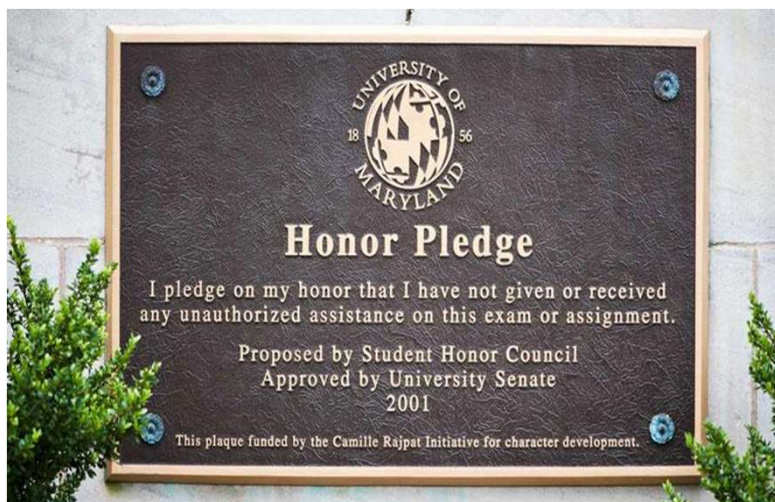 UNIVERSITY OF
18 56
MARYLAND
Honor Pledge
I pledge on my honor that I have not given or received
any unauthorized assistance on this exam or assignment.
Proposed by Student Honor Council
Approved by University Senate
2001
This plaque funded by the Camille Rajpat Initiative for character development.